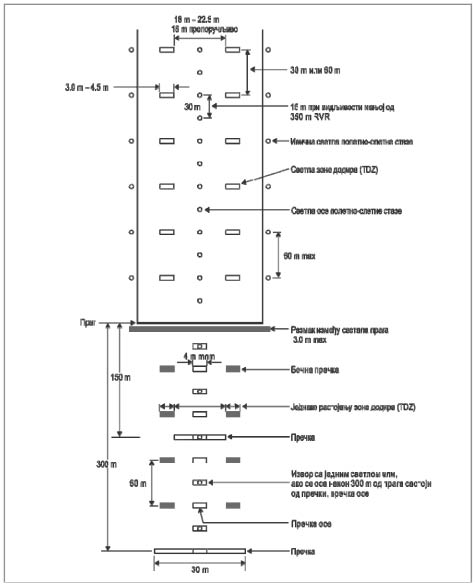 18 m – 22.5 m
18 m препоручљиво
30 m или 60 m
3.0 m – 4.5 m
30 m
15 m при видљивости мањој од
350 m RVR
Ивична светла полетно-слетне стазе
Светла зоне додира (TDZ)
Светла осе полетно-слетне стазе
60 m max
Праг
Размак између светала прага
3.0 m max
4 m
150 m
Бочна пречка
Једнако растојању зоне додира (TDZ)
Пречка
300 m
60 m
Извор са једним светлом или,
ако се осе након 300 m од прага састоји
од пречки, пречка осе
Пречка осе
Пречка
30 m